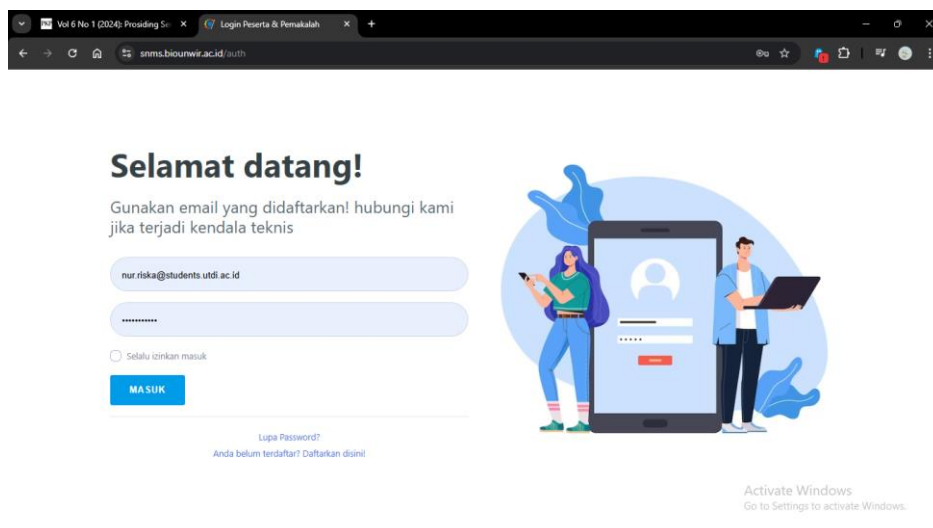 Vol 6 No 1 (2024): Prosiding Se
Login Peserta & Pemakalah
snms.biounwir.ac.id/auth
Selamat datang!
Gunakan email yang didaftarkan! hubungi kami
jika terjadi kendala teknis
nur.riska@students.utdi.ac.id
Selalu izinkan masuk
MASUK
Lupa Password?
Anda belum terdaftar? Daftarkan disini!
Activate Windows
Go to Settings to activate Windows.